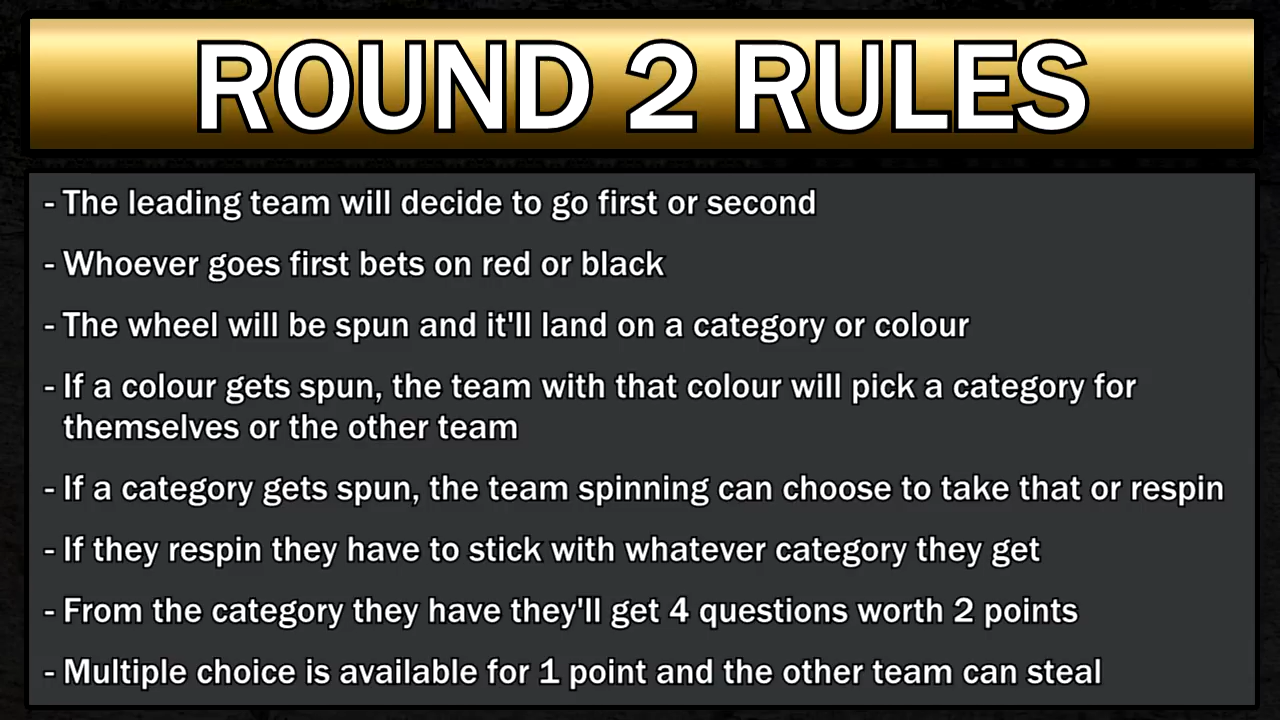 ROUND 2 RULES
- The leading team will decide to go first or second
- Whoever goes first bets on red or black
- The wheel will be spun and it'll land on a category or colour
- If a colour gets spun, the team with that colour will pick a category for
themselves or the other team
- If a category gets spun, the team spinning can choose to take that or respin
- If they respin they have to stick with whatever category they get
- From the category they have they'll get 4 questions worth 2 points
- Multiple choice is available for 1 point and the other team can steal